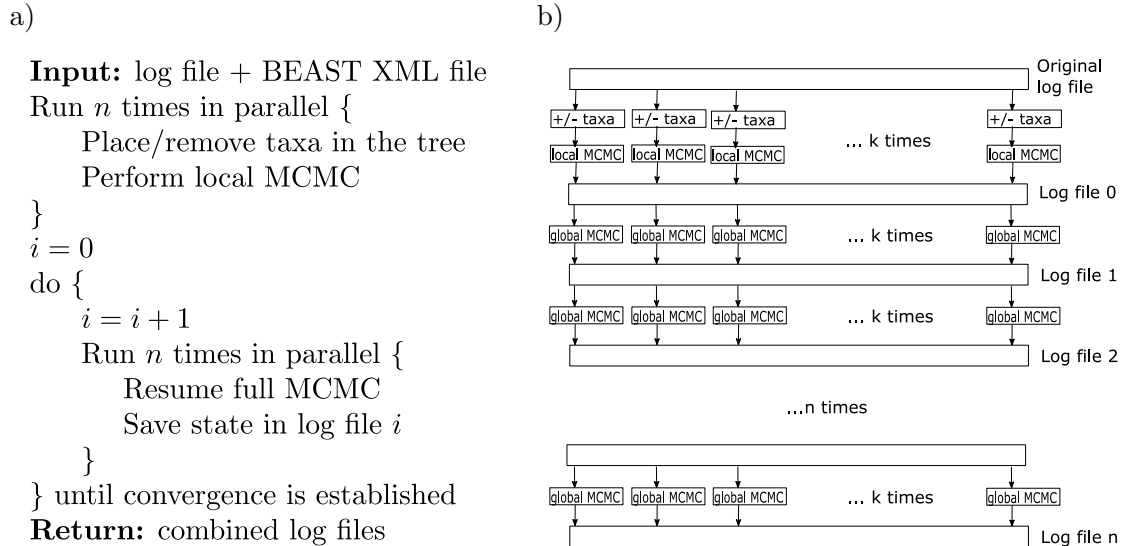 a)
Input: log file + BEAST XML file
Run n times in parallel {
Place/remove taxa in the tree
Perform local MCMC
}
i = 0
do {
i = i + 1
Run n times in parallel {
Resume full MCMC
Save state in log file i
}
} until convergence is established
Return: combined log files
b)
Original
log file
+/- taxa +/- taxa +/- taxa +/- taxa
... k times
local MCMC local MCMC local MCMC local MCMC
Log file 0
global MCMC global MCMC global MCMC ... k times global MCMC
Log file 1
global MCMC global MCMC global MCMC ... k times global MCMC
Log file 2
...n times
global MCMC global MCMC global MCMC ... k times global MCMC
Log file n